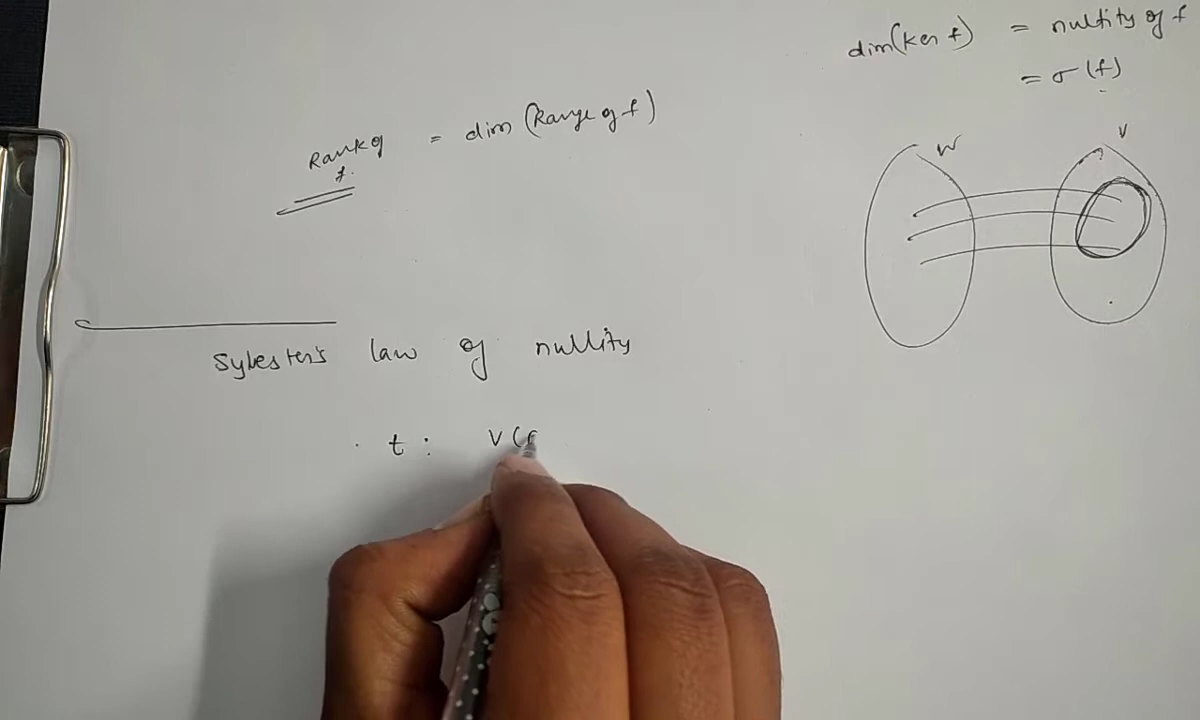 dim(ker f) = nullity of f
= σ(f)
Rank of f. = dim (Range of f)
W V
Sylvester's law of nullity
t: V(